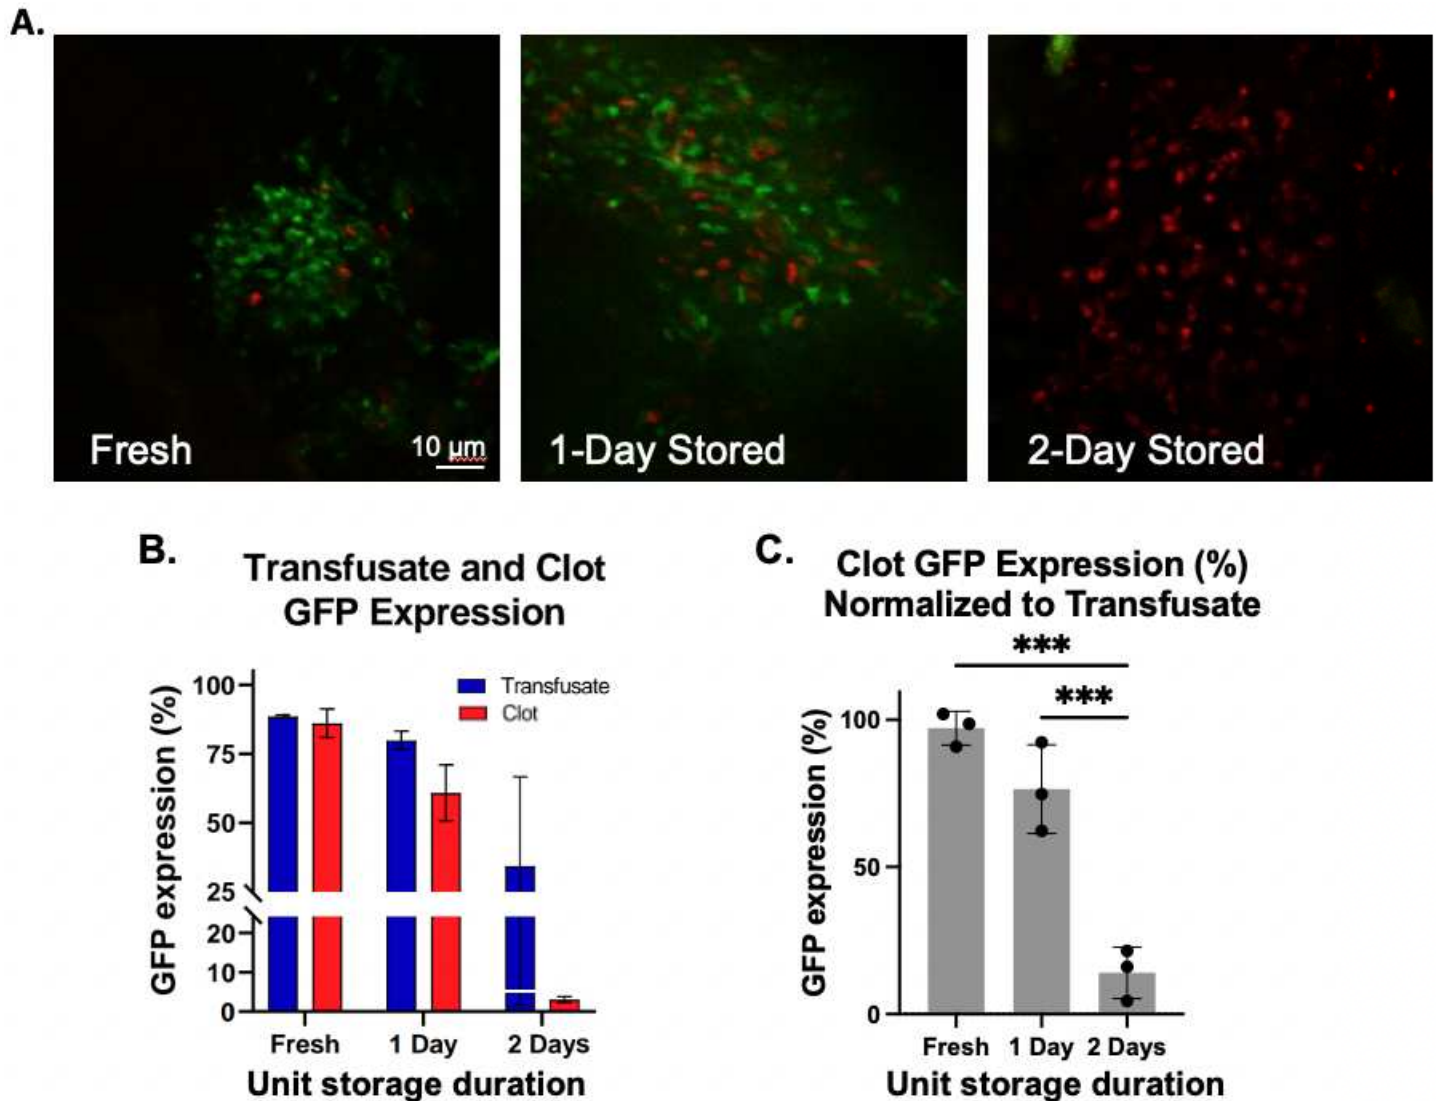 A.
Fresh
10 µm
1-Day Stored
2-Day Stored
B.
Transfusate and Clot
GFP Expression
GFP expression (%)
100
75
50
25
20
10
0
Transfusate
Clot
Fresh
1 Day
2 Days
Unit storage duration
C.
Clot GFP Expression (%)
Normalized to Transfusate
***
***
GFP expression (%)
100
50
0
Fresh
1 Day
2 Days
Unit storage duration